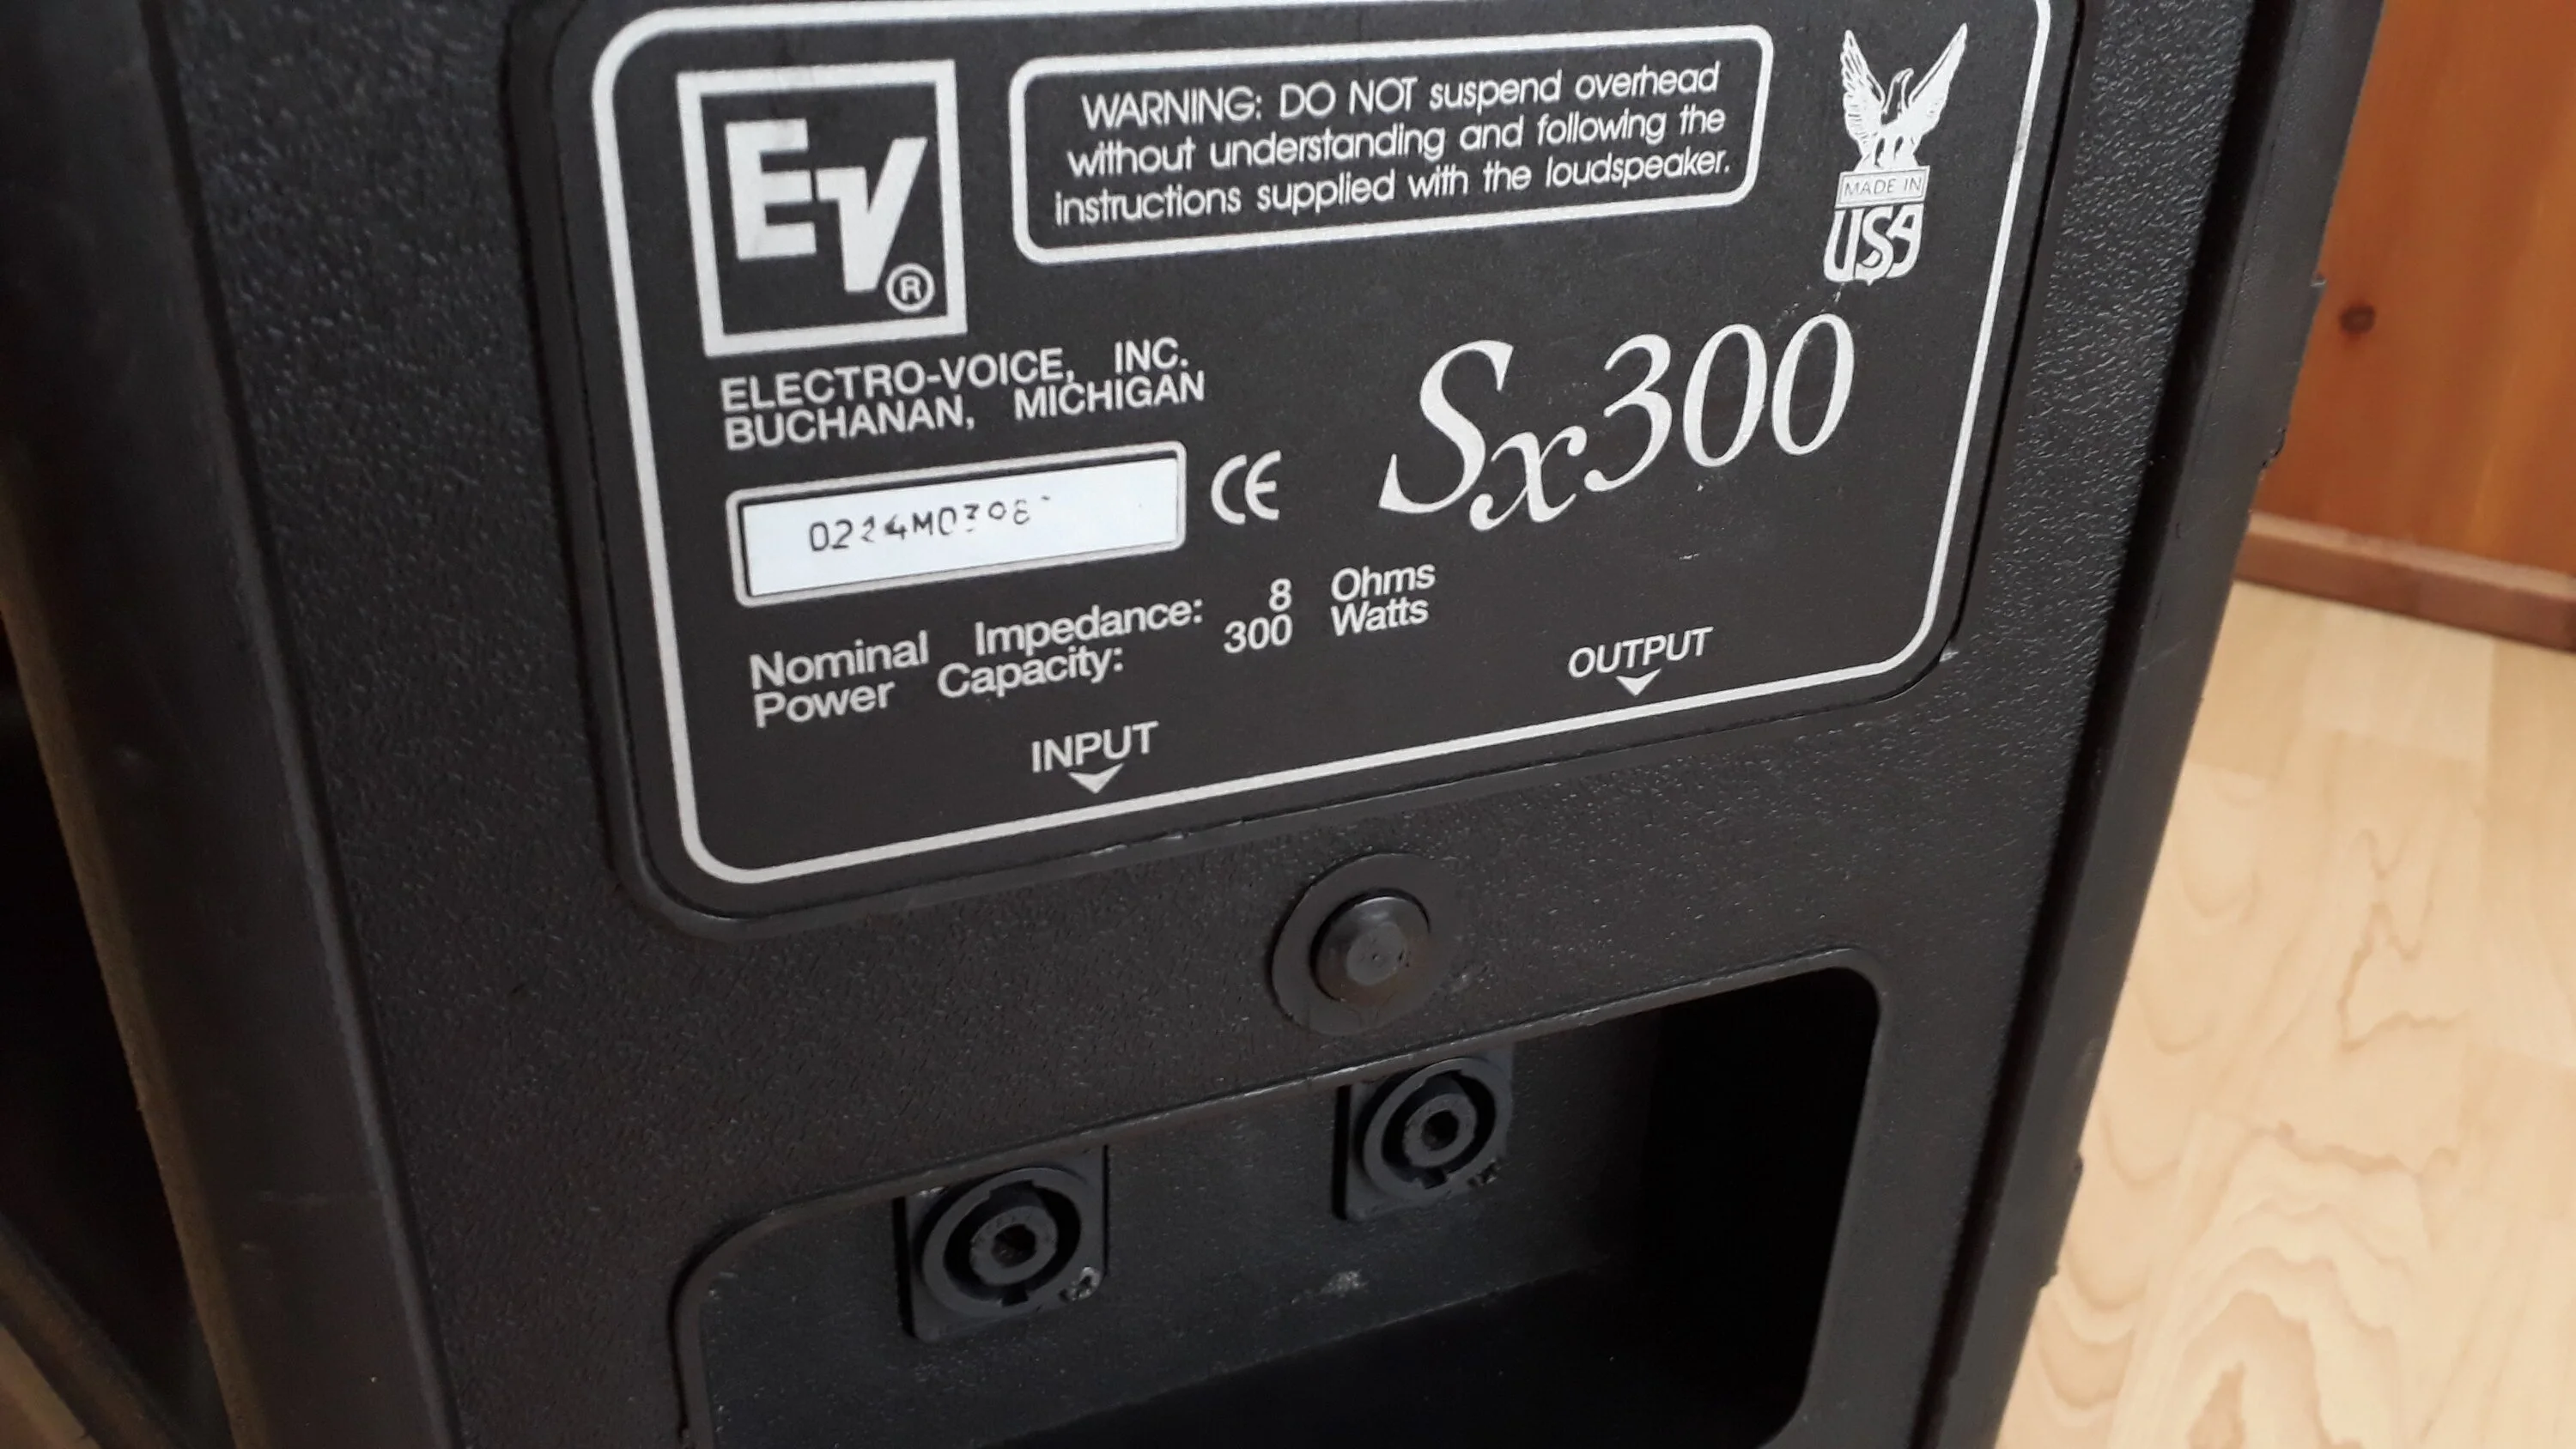 EV®
WARNING: DO NOT suspend overhead
without understanding and following the
instructions supplied with the loudspeaker.
MADE IN
USA
ELECTRO-VOICE, INC.
BUCHANAN, MICHIGAN
Sx300
CE
Nominal Impedance: 8 Ohms
Power Capacity: 300 Watts
INPUT
OUTPUT